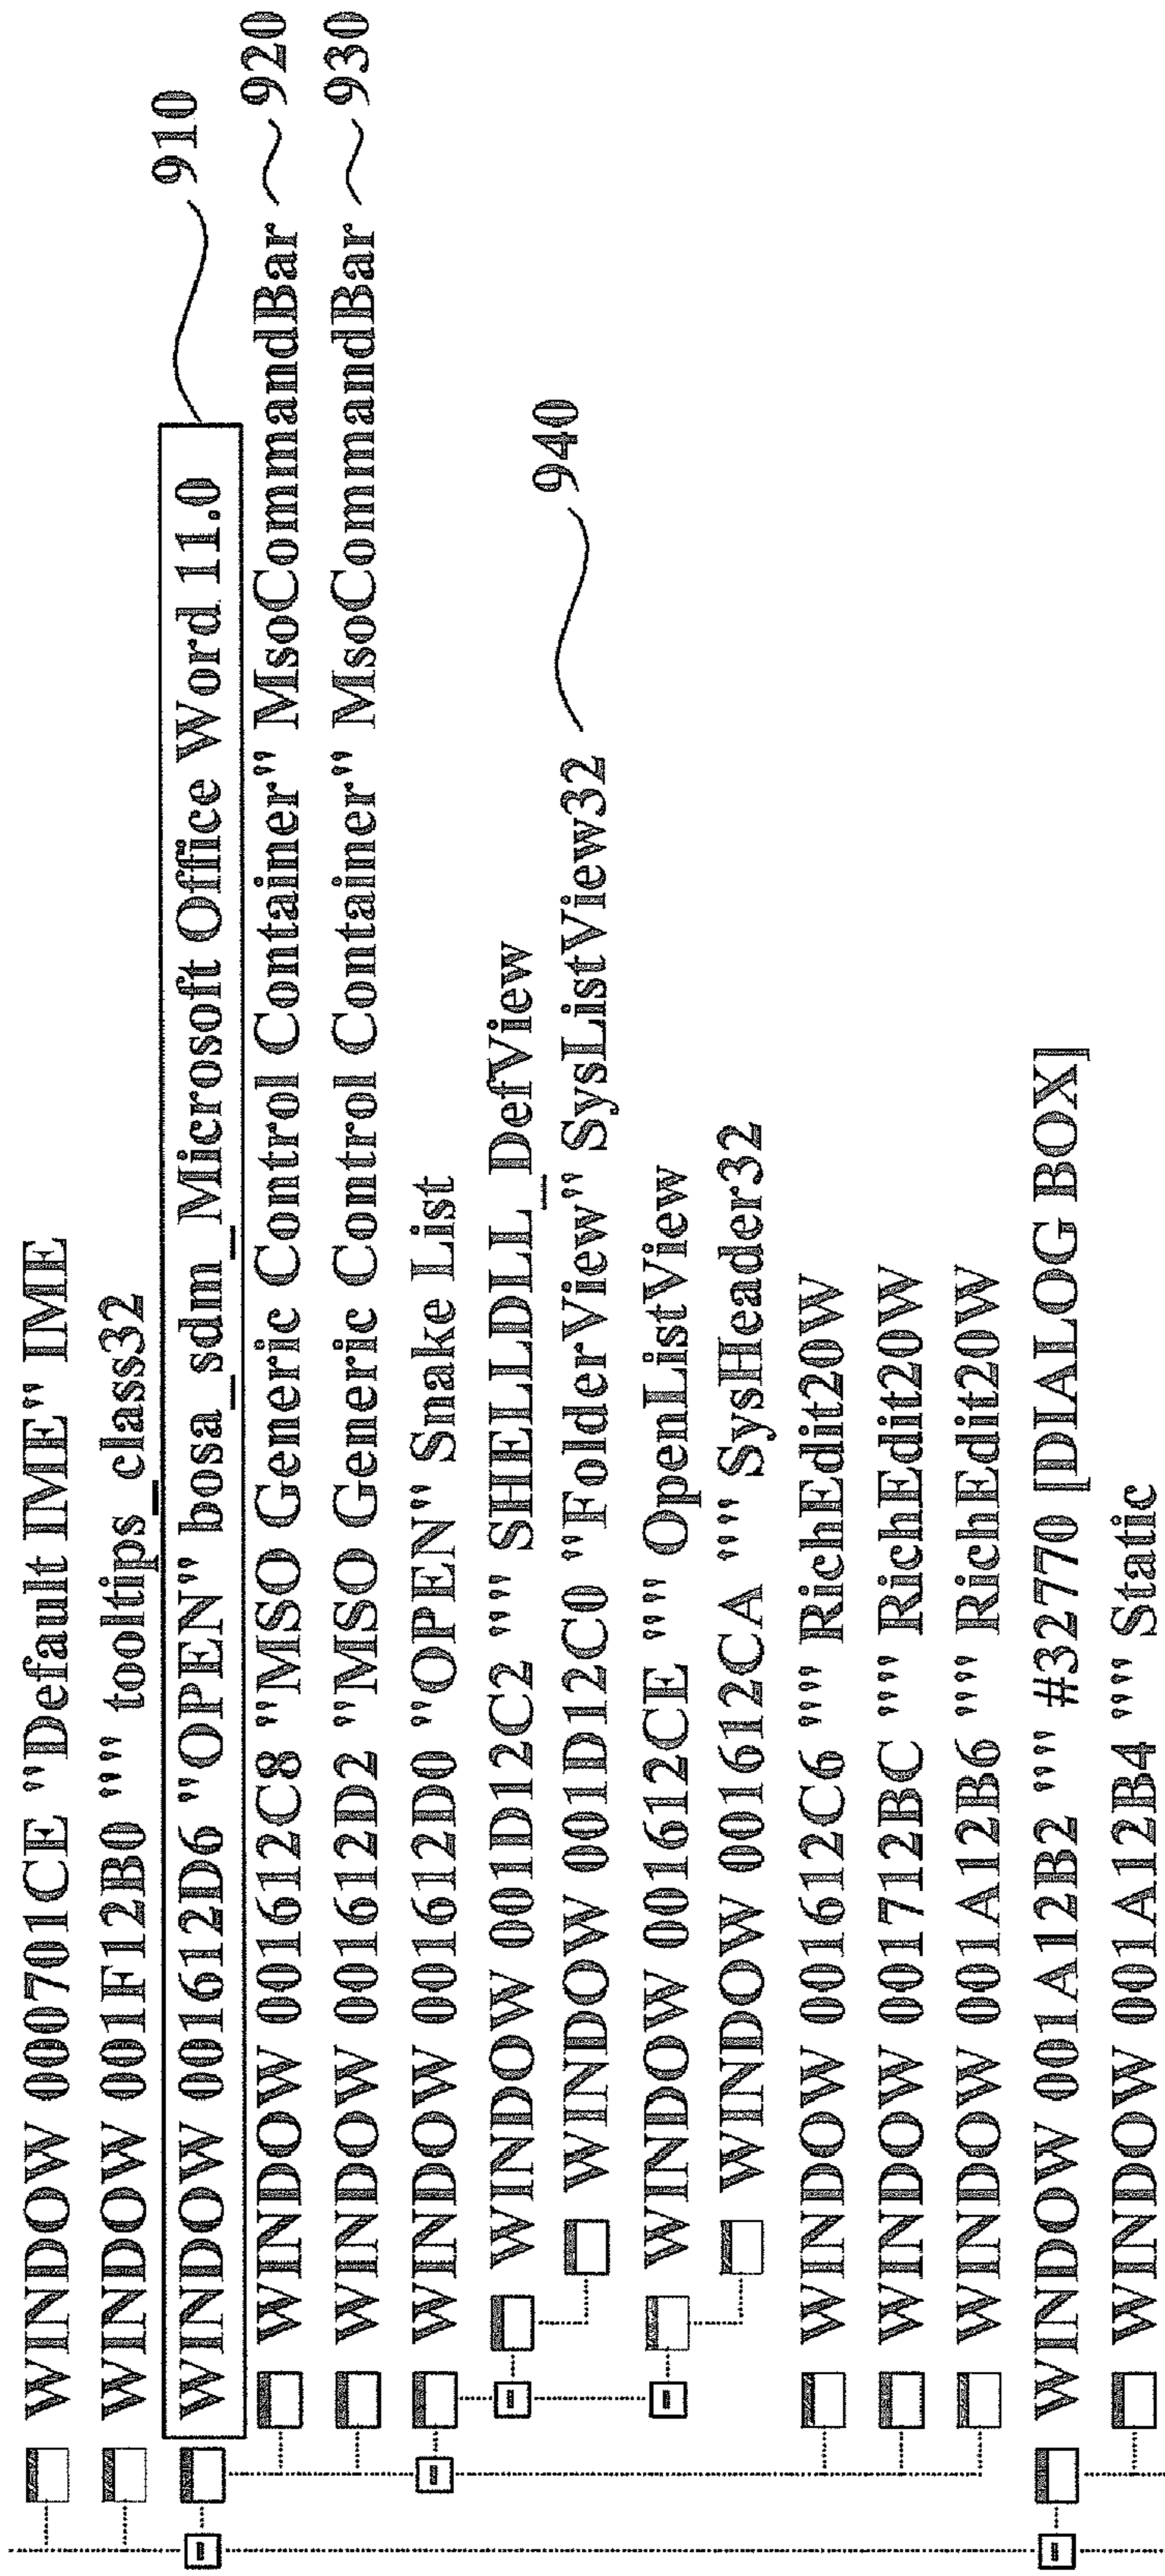 WINDOW 000701CE "Default IME" IME
WINDOW 001F12B0 "" tooltips_class32
WINDOW 001612D6 "OPEN" bosa_sdm_Microsoft Office Word 11.0 910
WINDOW 001612C8 "MSO Generic Control Container" MsoCommandBar 920
WINDOW 001612D2 "MSO Generic Control Container" MsoCommandBar 930
WINDOW 001612D0 "OPEN" Snake List
WINDOW 001D12C2 "" SHELLDLL_DefView
WINDOW 001D12C0 "FolderView" SysListView32 940
WINDOW 001612CE "" OpenListView
WINDOW 001612CA "" SysHeader32
WINDOW 001612C6 "" RichEdit20W
WINDOW 001712BC "" RichEdit20W
WINDOW 001A12B6 "" RichEdit20W
WINDOW 001A12B2 "" #32770 [DIALOG BOX]
WINDOW 001A12B4 "" Static